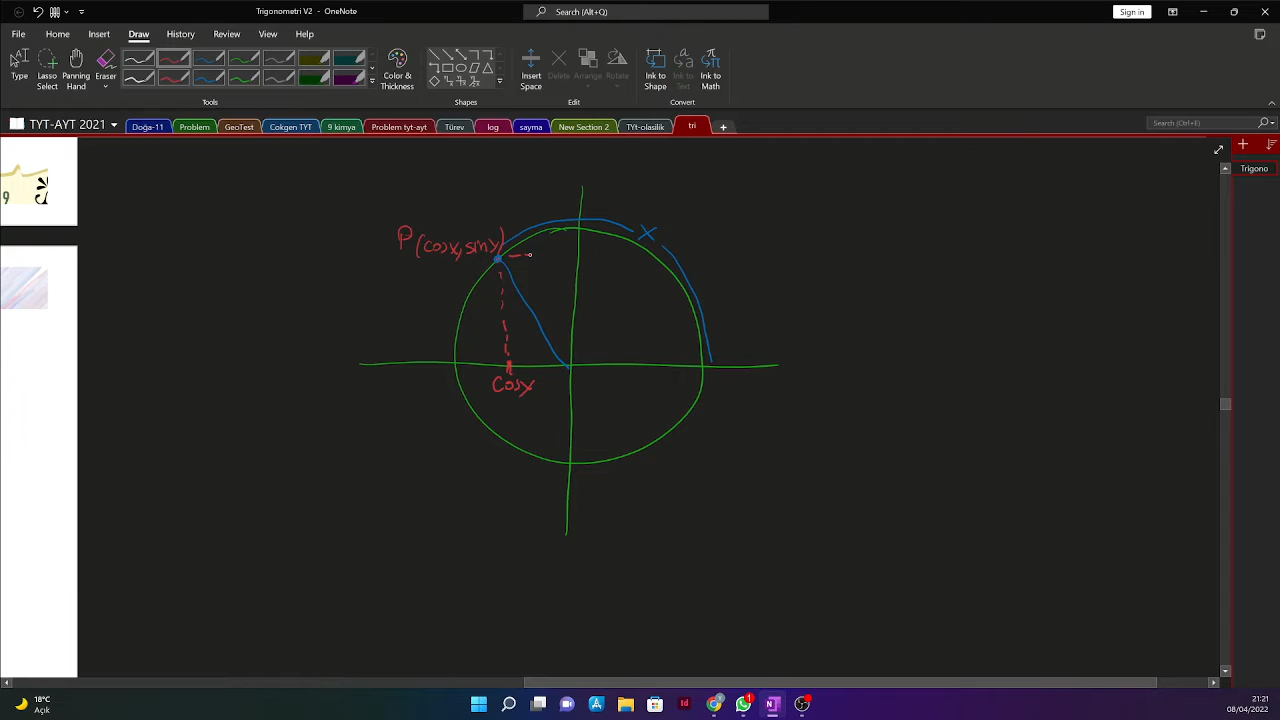 Trigonometri V2 - OneNote
Search (Alt+Q)
Sign in
File Home Insert Draw History Review View Help
Type
Lasso Select
Panning Hand
Eraser
Color & Thickness
Insert Space
Delete
Arrange
Rotate
Ink to Shape
Ink to Text
Ink to Math
Tools
Shapes
Edit
Convert
TYT-AYT 2021
Doğa-11
Problem
GeoTest
Cokgen TYT
9 kimya
Problem tyt-ayt
Türev
log
sayma
New Section 2
TYt-olasilik
tri
Search (Ctrl+E)
Trigono
9
P(cosx, sinx)
x
Cosx
18°C
Açık
21:21
08/04/2022